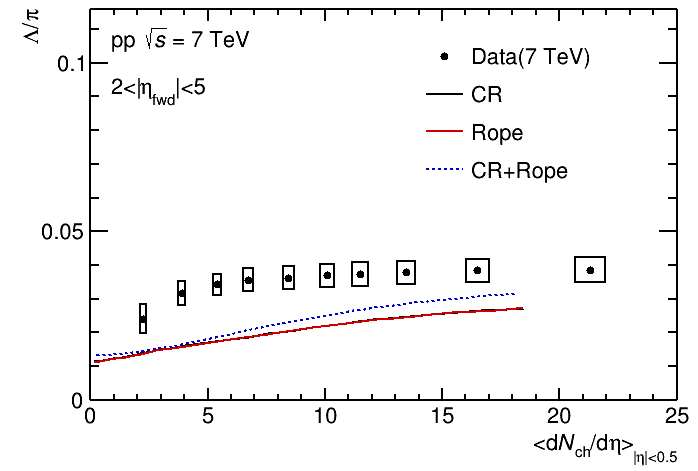 Λ/π
pp √s = 7 TeV
2<|η_fwd|<5
Data(7 TeV)
CR
Rope
CR+Rope
0.1
0.05
0
0 5 10 15 20 25
<dN_ch/dη>_|η|<0.5